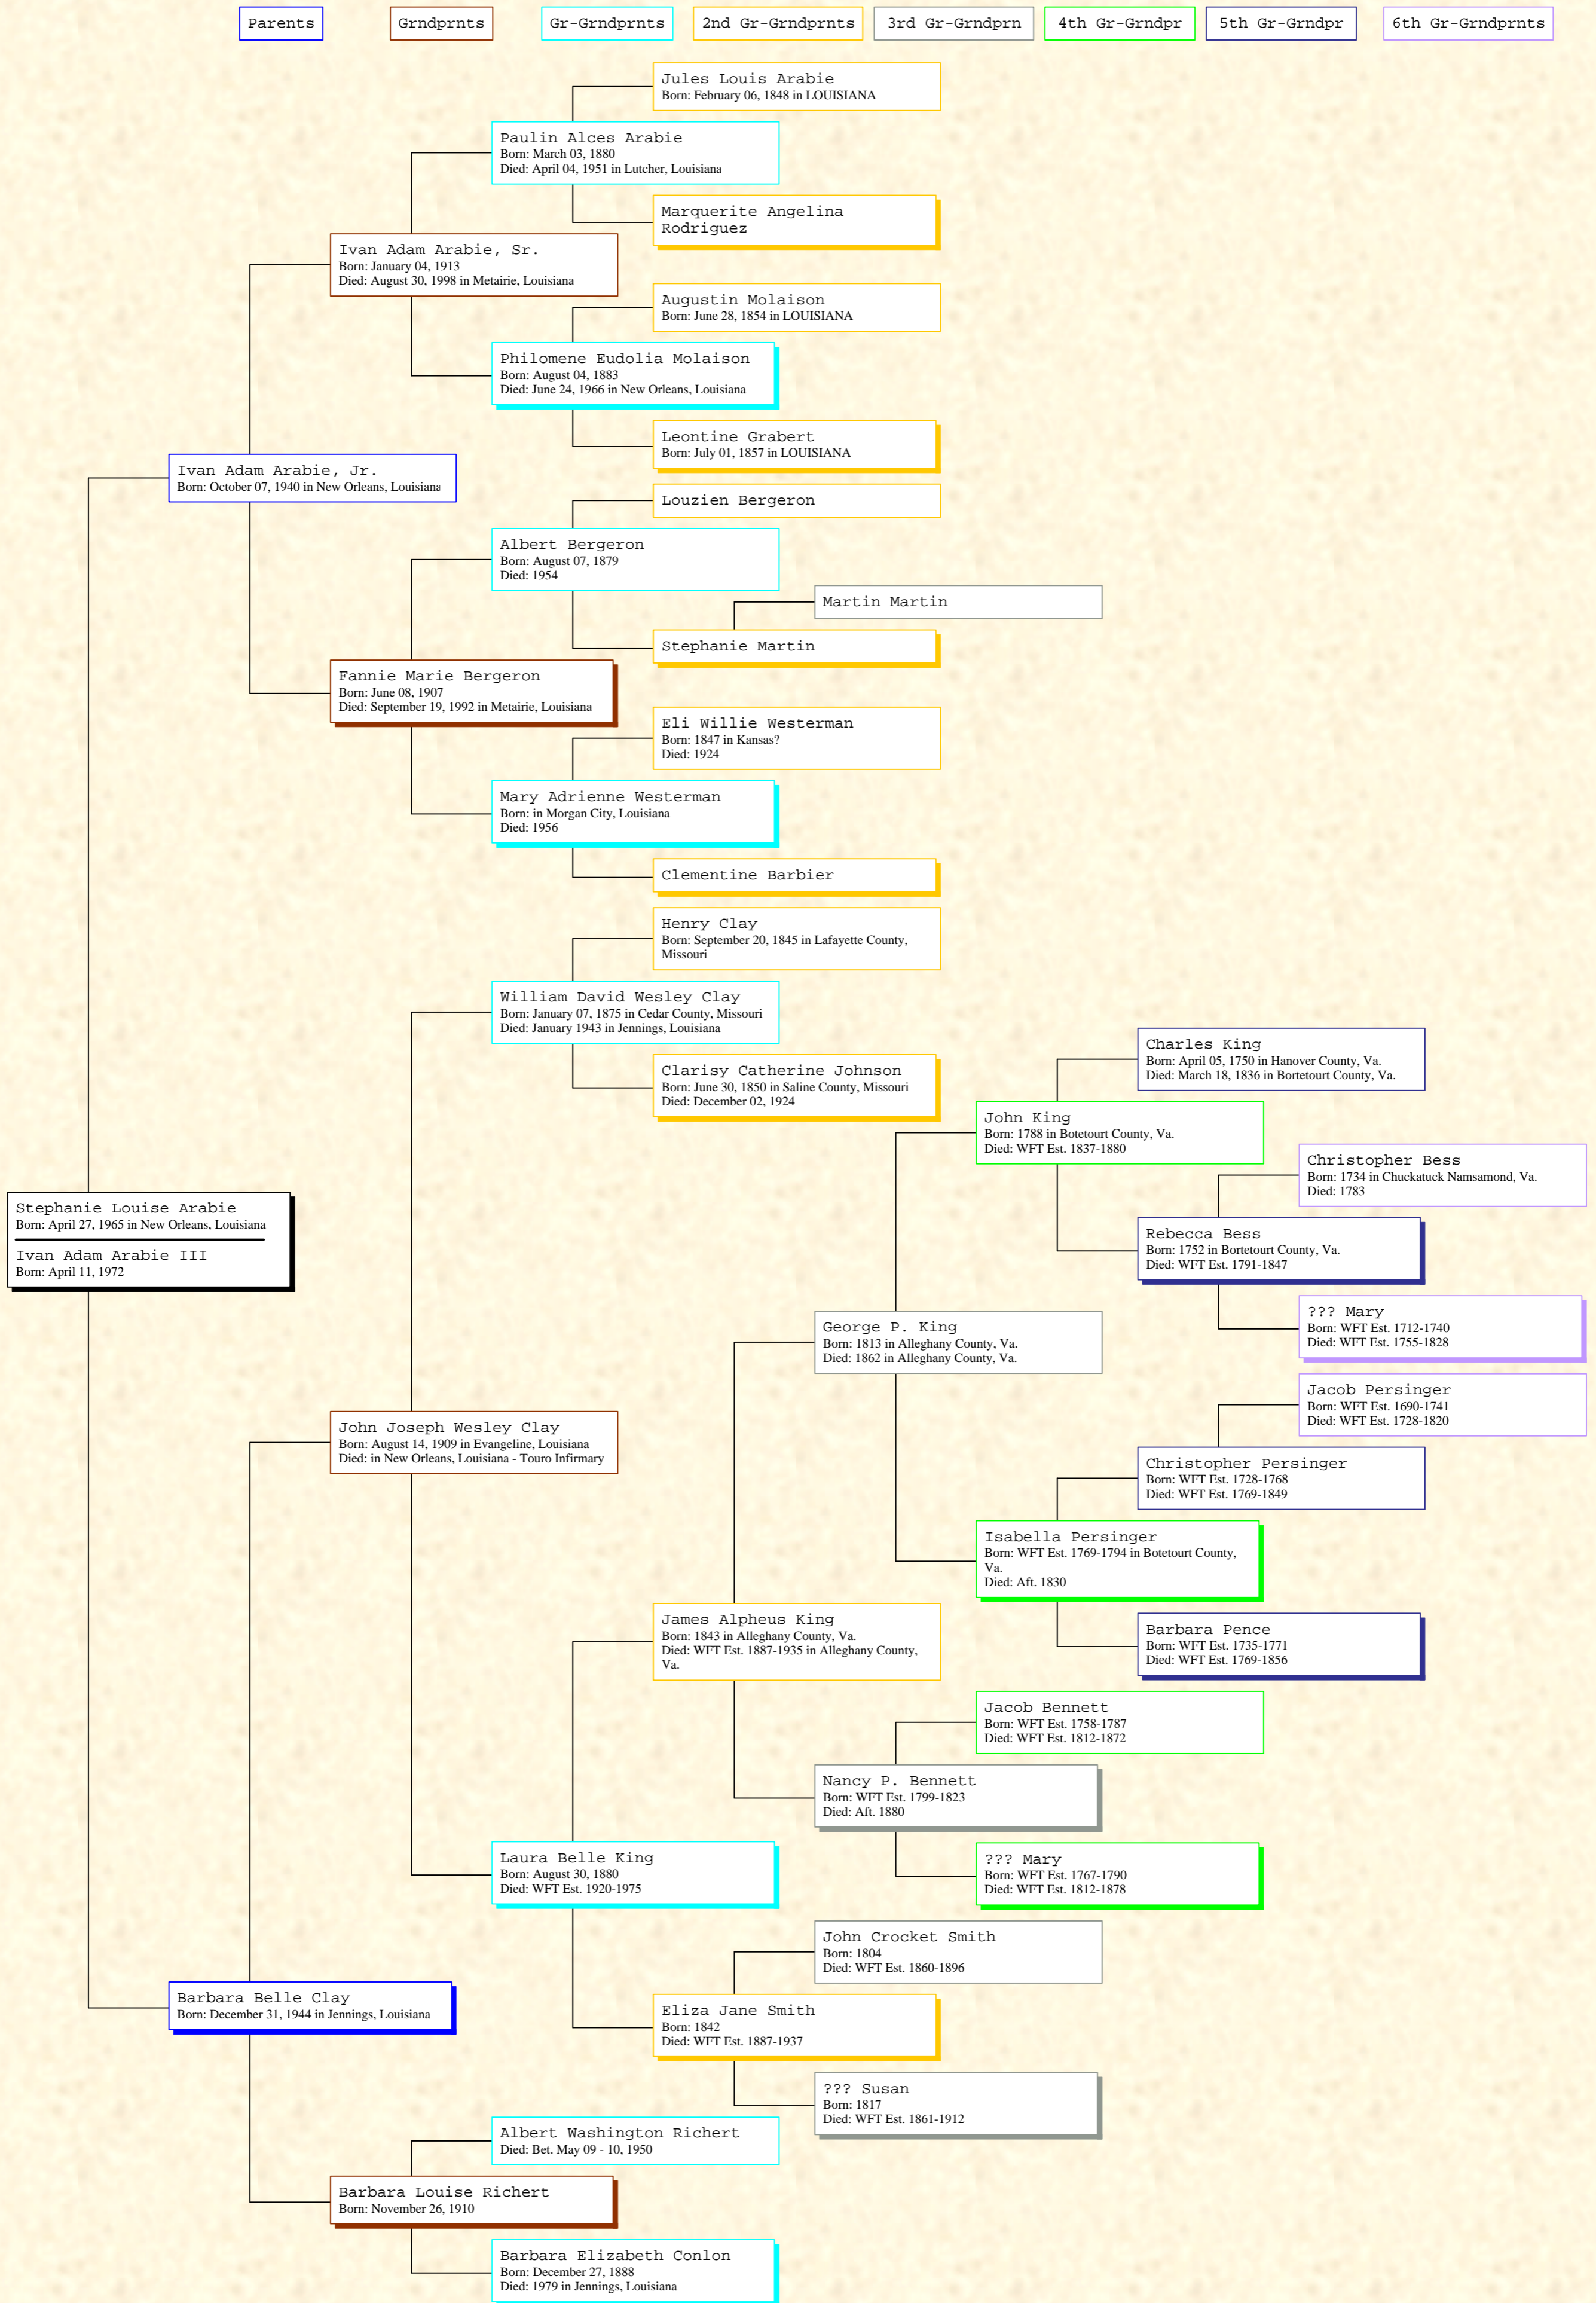 Parents
Grndprnts
Gr-Grndprnts
2nd Gr-Grndprnts
3rd Gr-Grndprn
4th Gr-Grndpr
5th Gr-Grndpr
6th Gr-Grndprnts
Jules Louis Arabie
Born: February 06, 1848 in LOUISIANA
Paulin Alces Arabie
Born: March 03, 1880
Died: April 04, 1951 in Lutcher, Louisiana
Marquerite Angelina
Rodriguez
Ivan Adam Arabie, Sr.
Born: January 04, 1913
Died: August 30, 1998 in Metairie, Louisiana
Augustin Molaison
Born: June 28, 1854 in LOUISIANA
Philomene Eudolia Molaison
Born: August 04, 1883
Died: June 24, 1966 in New Orleans, Louisiana
Leontine Grabert
Born: July 01, 1857 in LOUISIANA
Ivan Adam Arabie, Jr.
Born: October 07, 1940 in New Orleans, Louisiana
Louzien Bergeron
Albert Bergeron
Born: August 07, 1879
Died: 1954
Martin Martin
Stephanie Martin
Fannie Marie Bergeron
Born: June 08, 1907
Died: September 19, 1992 in Metairie, Louisiana
Eli Willie Westerman
Born: 1847 in Kansas?
Died: 1924
Mary Adrienne Westerman
Born: in Morgan City, Louisiana
Died: 1956
Clementine Barbier
Henry Clay
Born: September 20, 1845 in Lafayette County,
Missouri
William David Wesley Clay
Born: January 07, 1875 in Cedar County, Missouri
Died: January 1943 in Jennings, Louisiana
Clarisy Catherine Johnson
Born: June 30, 1850 in Saline County, Missouri
Died: December 02, 1924
Charles King
Born: April 05, 1750 in Hanover County, Va.
Died: March 18, 1836 in Bortetourt County, Va.
John King
Born: 1788 in Botetourt County, Va.
Died: WFT Est. 1837-1880
Christopher Bess
Born: 1734 in Chuckatuck Namsamond, Va.
Died: 1783
Rebecca Bess
Born: 1752 in Bortetourt County, Va.
Died: WFT Est. 1791-1847
??? Mary
Born: WFT Est. 1712-1740
Died: WFT Est. 1755-1828
Stephanie Louise Arabie
Born: April 27, 1965 in New Orleans, Louisiana
Ivan Adam Arabie III
Born: April 11, 1972
George P. King
Born: 1813 in Alleghany County, Va.
Died: 1862 in Alleghany County, Va.
Jacob Persinger
Born: WFT Est. 1690-1741
Died: WFT Est. 1728-1820
Christopher Persinger
Born: WFT Est. 1728-1768
Died: WFT Est. 1769-1849
Isabella Persinger
Born: WFT Est. 1769-1794 in Botetourt County,
Va.
Died: Aft. 1830
Barbara Pence
Born: WFT Est. 1735-1771
Died: WFT Est. 1769-1856
John Joseph Wesley Clay
Born: August 14, 1909 in Evangeline, Louisiana
Died: in New Orleans, Louisiana - Touro Infirmary
James Alpheus King
Born: 1843 in Alleghany County, Va.
Died: WFT Est. 1887-1935 in Alleghany County,
Va.
Jacob Bennett
Born: WFT Est. 1758-1787
Died: WFT Est. 1812-1872
Nancy P. Bennett
Born: WFT Est. 1799-1823
Died: Aft. 1880
??? Mary
Born: WFT Est. 1767-1790
Died: WFT Est. 1812-1878
Laura Belle King
Born: August 30, 1880
Died: WFT Est. 1920-1975
John Crocket Smith
Born: 1804
Died: WFT Est. 1860-1896
Eliza Jane Smith
Born: 1842
Died: WFT Est. 1887-1937
??? Susan
Born: 1817
Died: WFT Est. 1861-1912
Barbara Belle Clay
Born: December 31, 1944 in Jennings, Louisiana
Albert Washington Richert
Died: Bet. May 09 - 10, 1950
Barbara Louise Richert
Born: November 26, 1910
Barbara Elizabeth Conlon
Born: December 27, 1888
Died: 1979 in Jennings, Louisiana